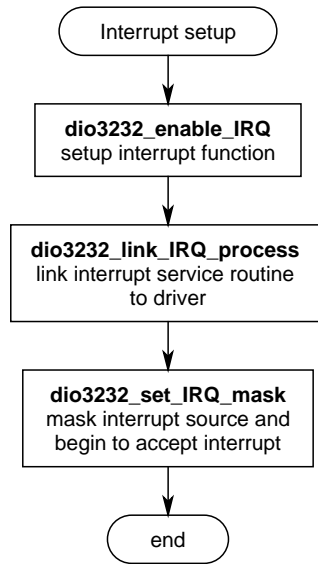 Interrupt setup
dio3232_enable_IRQ
setup interrupt function
dio3232_link_IRQ_process
link interrupt service routine
to driver
dio3232_set_IRQ_mask
mask interrupt source and
begin to accept interrupt
end